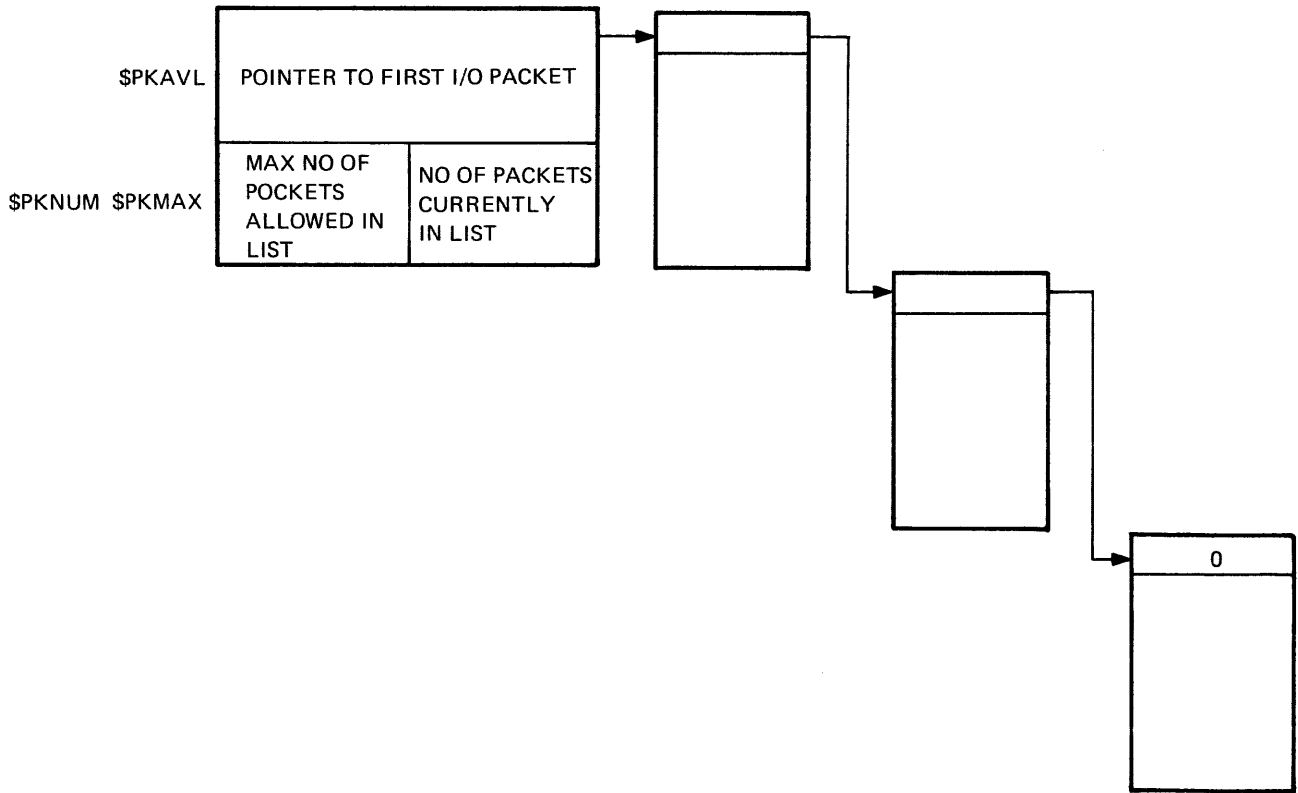 $PKAVL
POINTER TO FIRST I/O PACKET
$PKNUM $PKMAX
MAX NO OF
POCKETS
ALLOWED IN
LIST
NO OF PACKETS
CURRENTLY
IN LIST
0